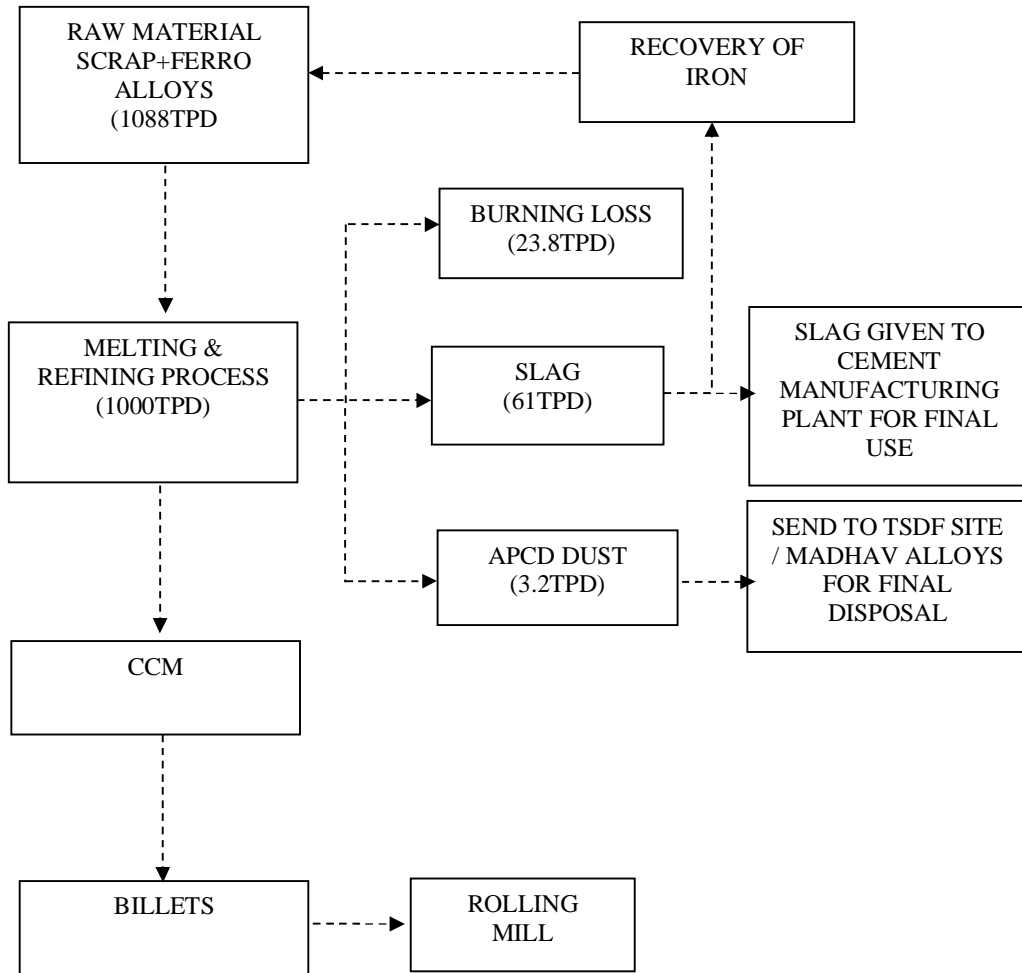 RAW MATERIAL
SCRAP+FERRO
ALLOYS
(1088TPD
RECOVERY OF
IRON
BURNING LOSS
(23.8TPD)
MELTING &
REFINING PROCESS
(1000TPD)
SLAG
(61TPD)
SLAG GIVEN TO
CEMENT
MANUFACTURING
PLANT FOR FINAL
USE
APCD DUST
(3.2TPD)
SEND TO TSDF SITE
/ MADHAV ALLOYS
FOR FINAL
DISPOSAL
CCM
BILLETS
ROLLING
MILL